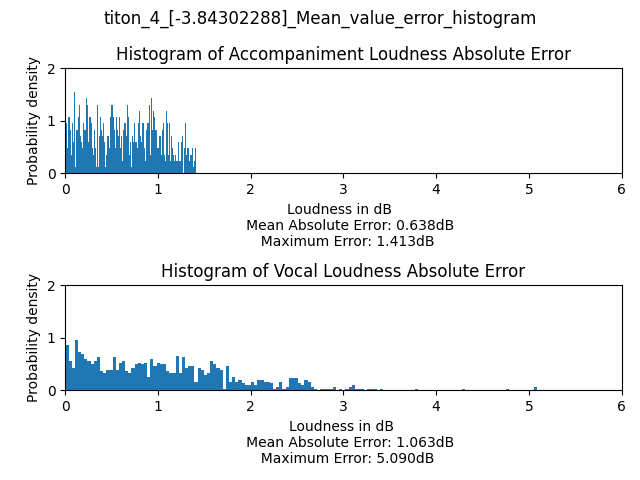 titon_4_[-3.84302288]_Mean_value_error_histogram
Histogram of Accompaniment Loudness Absolute Error
Probability density
2
1
0
0 1 2 3 4 5 6
Loudness in dB
Mean Absolute Error: 0.638dB
Maximum Error: 1.413dB
Histogram of Vocal Loudness Absolute Error
Probability density
2
1
0
0 1 2 3 4 5 6
Loudness in dB
Mean Absolute Error: 1.063dB
Maximum Error: 5.090dB